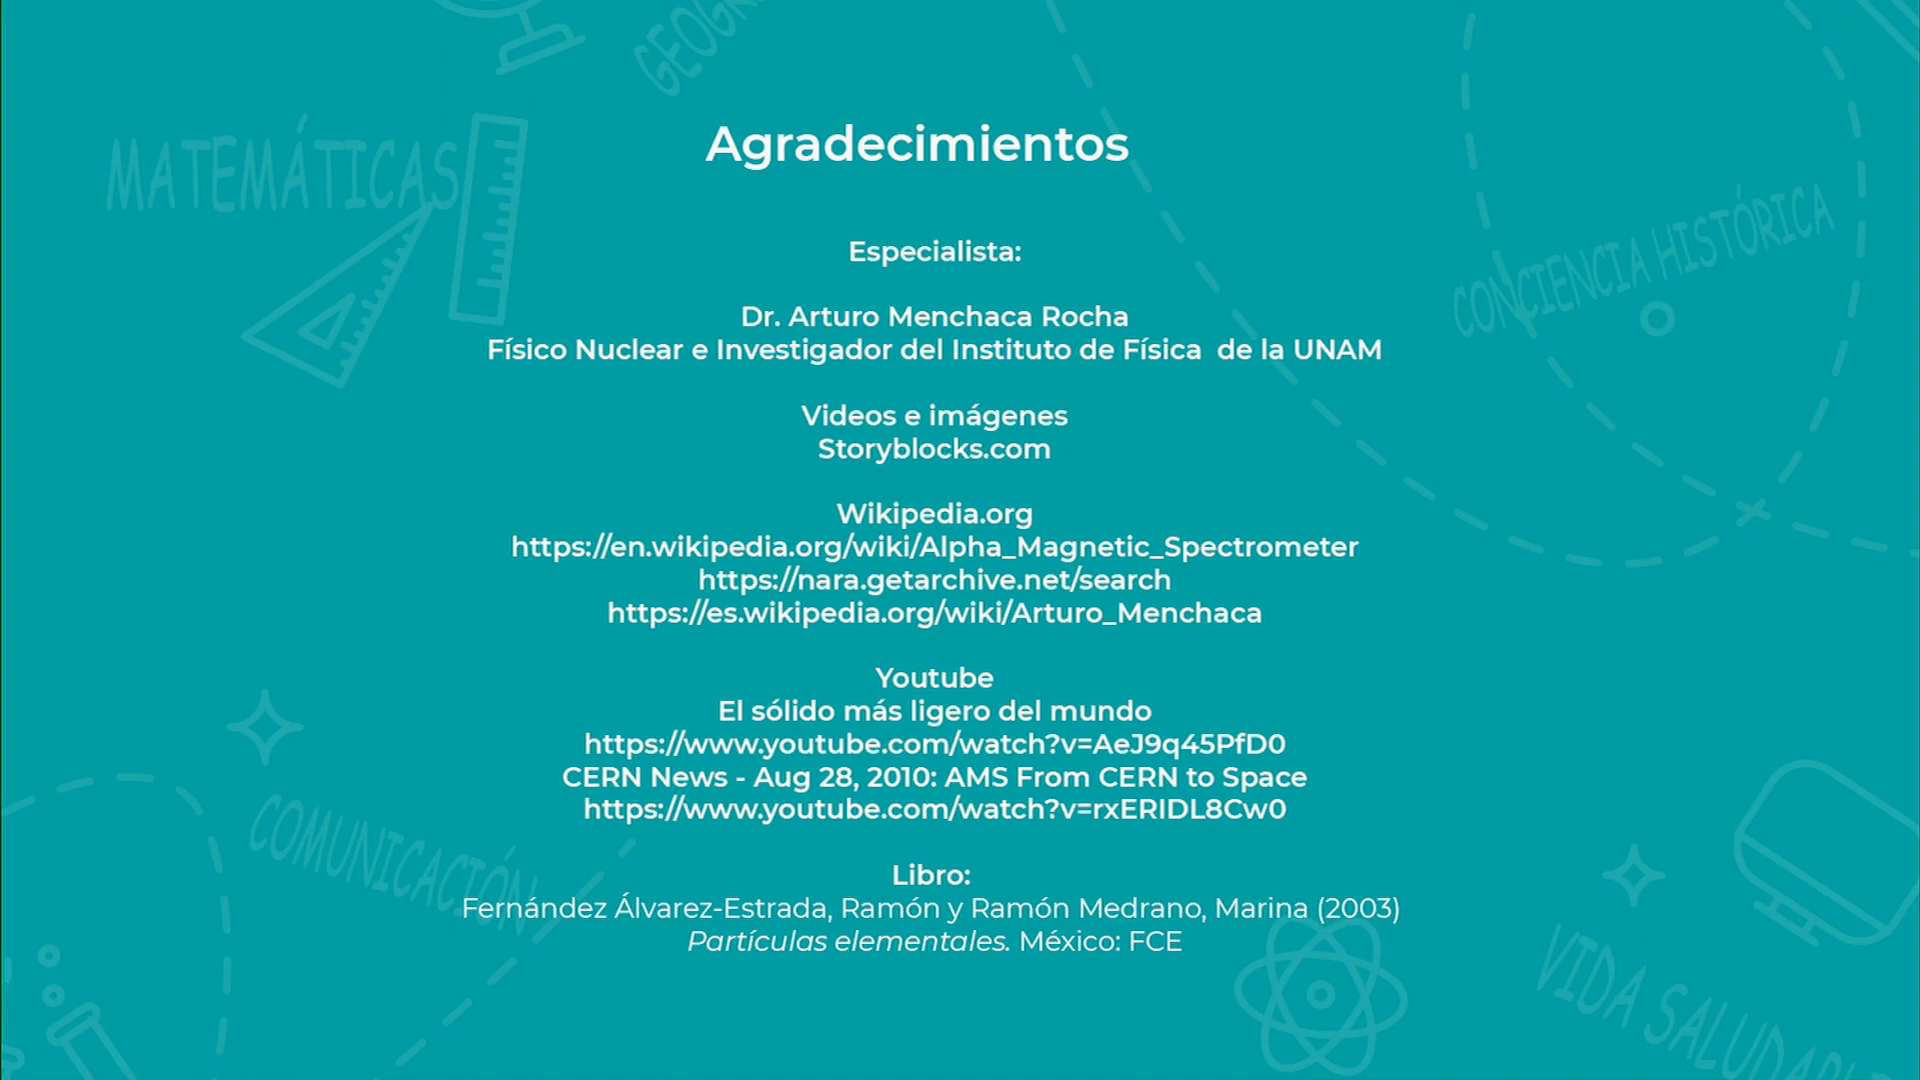 GEOGR
MATEMÁTICAS
Agradecimientos
CONCIENCIA HISTÓRICA
Especialista:
Dr. Arturo Menchaca Rocha
Físico Nuclear e Investigador del Instituto de Física  de la UNAM
Videos e imágenes
Storyblocks.com
Wikipedia.org
https://en.wikipedia.org/wiki/Alpha_Magnetic_Spectrometer
https://nara.getarchive.net/search
https://es.wikipedia.org/wiki/Arturo_Menchaca
Youtube
El sólido más ligero del mundo
https://www.youtube.com/watch?v=AeJ9q45PfD0
CERN News - Aug 28, 2010: AMS From CERN to Space
https://www.youtube.com/watch?v=rxERIDL8Cw0
COMUNICACIÓN
Libro:
Fernández Álvarez-Estrada, Ramón y Ramón Medrano, Marina (2003)
Partículas elementales. México: FCE
VIDA SALUDABL